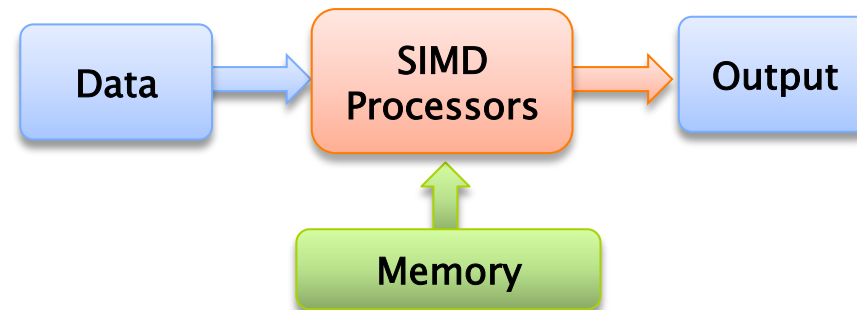 Data
SIMD
Processors
Output
Memory